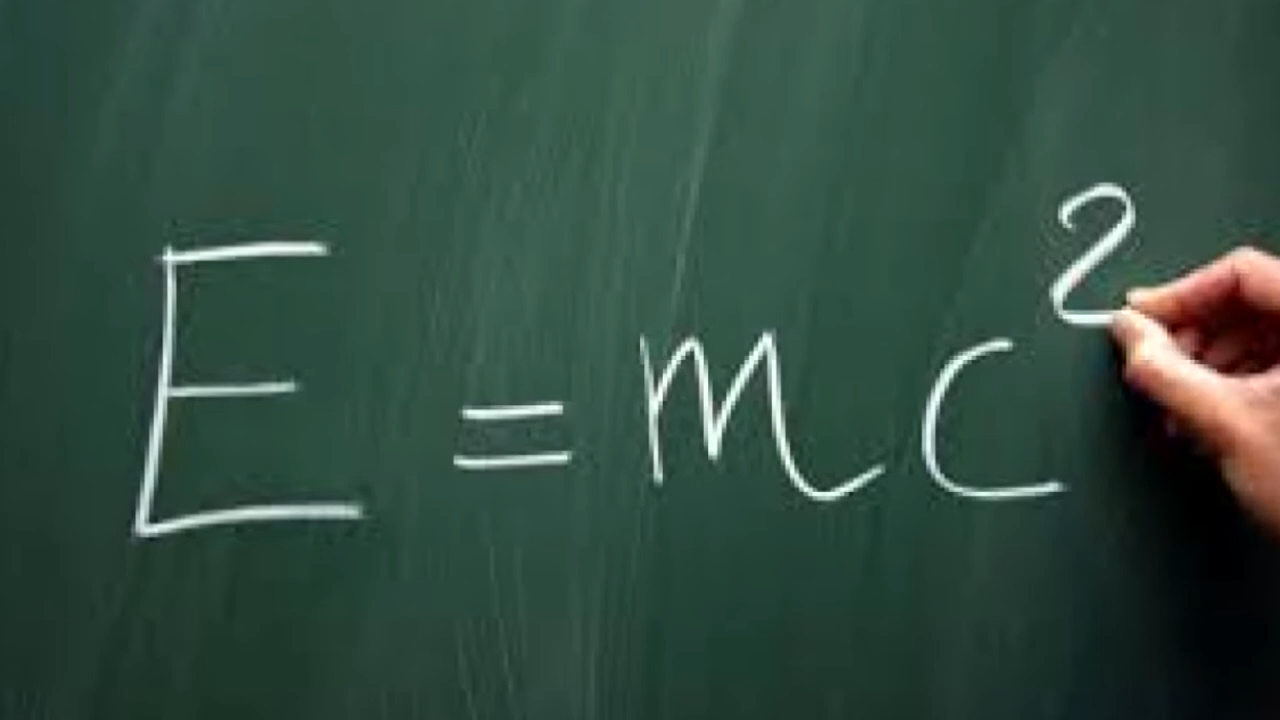 E = mc²